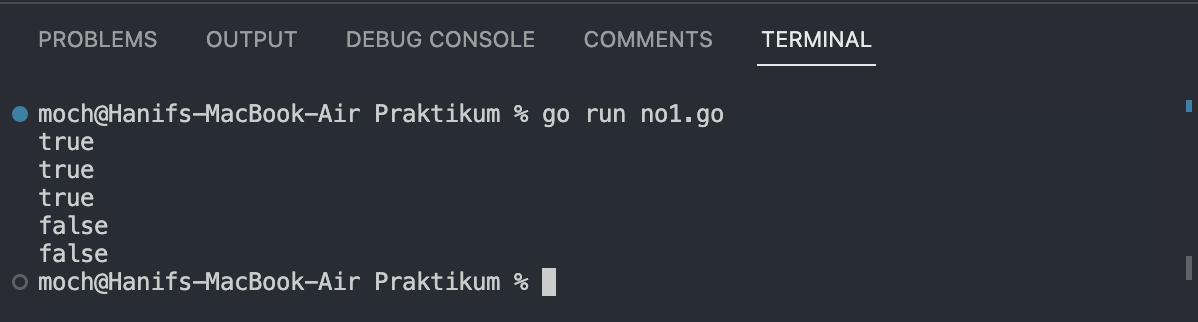 PROBLEMS OUTPUT DEBUG CONSOLE COMMENTS TERMINAL
moch@Hanifs-MacBook-Air Praktikum % go run no1.go
true
true
true
false
false
moch@Hanifs-MacBook-Air Praktikum %